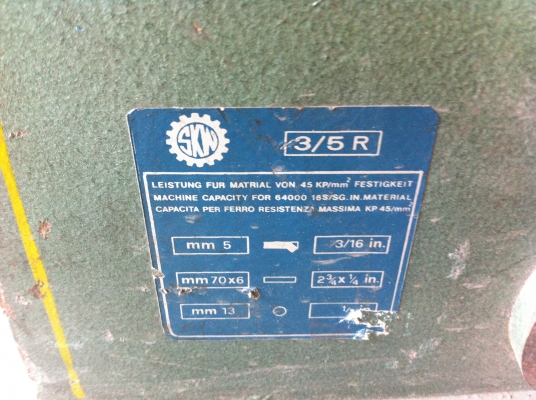 SKW
3/5 R
LEISTUNG FUR MATRIAL VON 45 KP/mm² FESTIGKEIT
MACHINE CAPACITY FOR 64000 16S/SG.IN.MATERIAL
CAPACITA PER FERRO RESISTENZA MASSIMA KP 45/mm²
mm 5 3/16 in.
mm 70x6 2¾x¼ in.
mm 13